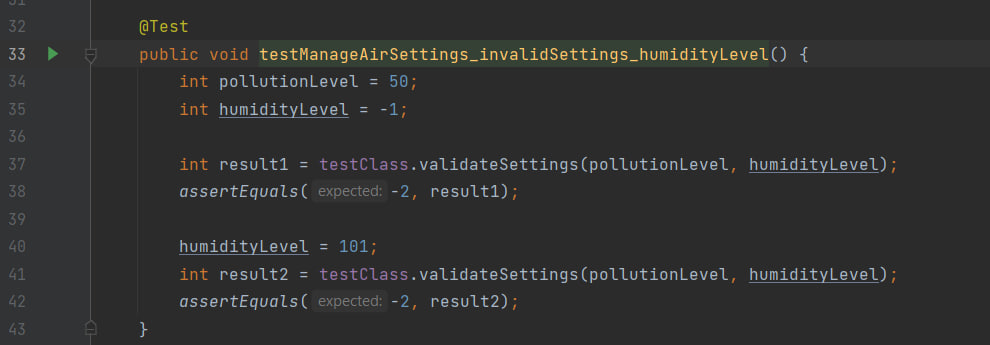 31
32 @Test
33 public void testManageAirSettings_invalidSettings_humidityLevel() {
34 int pollutionLevel = 50;
35 int humidityLevel = -1;
36
37 int result1 = testClass.validateSettings(pollutionLevel, humidityLevel);
38 assertEquals( expected: -2, result1);
39
40 humidityLevel = 101;
41 int result2 = testClass.validateSettings(pollutionLevel, humidityLevel);
42 assertEquals( expected: -2, result2);
43 }